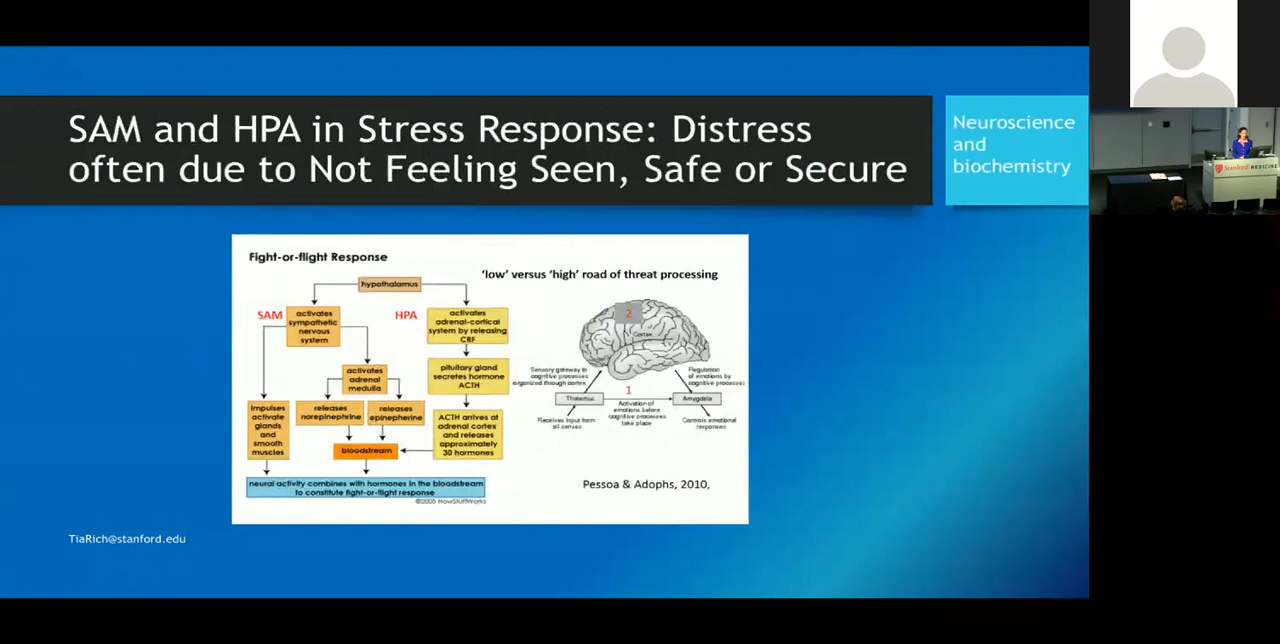 SAM and HPA in Stress Response: Distress
often due to Not Feeling Seen, Safe or Secure
Neuroscience
and
biochemistry
Fight-or-flight Response
'low' versus 'high' road of threat processing
hypothalamus
SAM
activates
sympathetic
nervous
system
HPA
activates
adrenal-cortical
system by releasing
CRF
activates
adrenal
medulla
pituitary gland
secretes hormone
ACTH
impulses
activate
glands
and
smooth
muscles
releases
norepinephrine
releases
epinepherine
ACTH arrives at
adrenal cortex
and releases
approximately
30 hormones
bloodstream
neural activity combines with hormones in the bloodstream
to constitute fight-or-flight response
©2005 HowStuffWorks
2
Cortex
Sensory gateway to
cognitive processes
organized through cortex
Regulation
of emotions by
cognitive processes
1
Thalamus
Amygdala
Activation of
emotions before
cognitive processes
take place
Receives input from
all senses
Controls emotional
responses
Pessoa & Adophs, 2010,
TiaRich@stanford.edu
Stanford MEDICINE